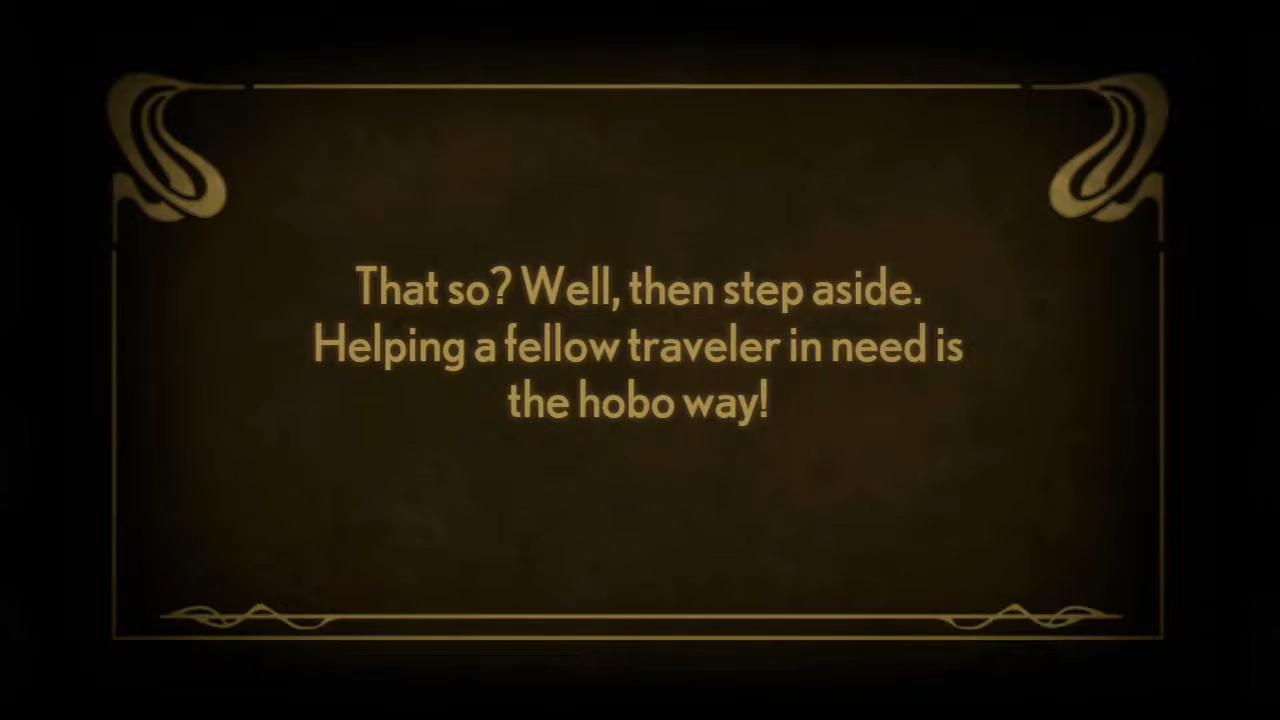 That so? Well, then step aside.
Helping a fellow traveler in need is
the hobo way!